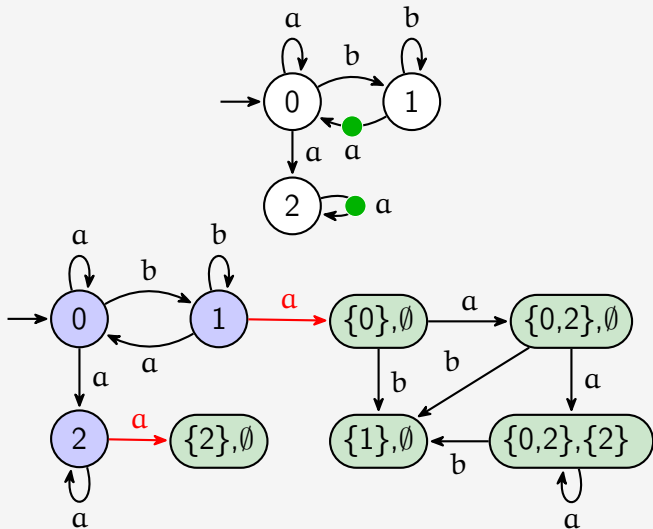 a b
b
0 1
a
a
2 a
a b
b
0 1 a {0},∅ a {0,2},∅
a
b
a b a
2 a {2},∅ {1},∅ {0,2},{2}
b
a a